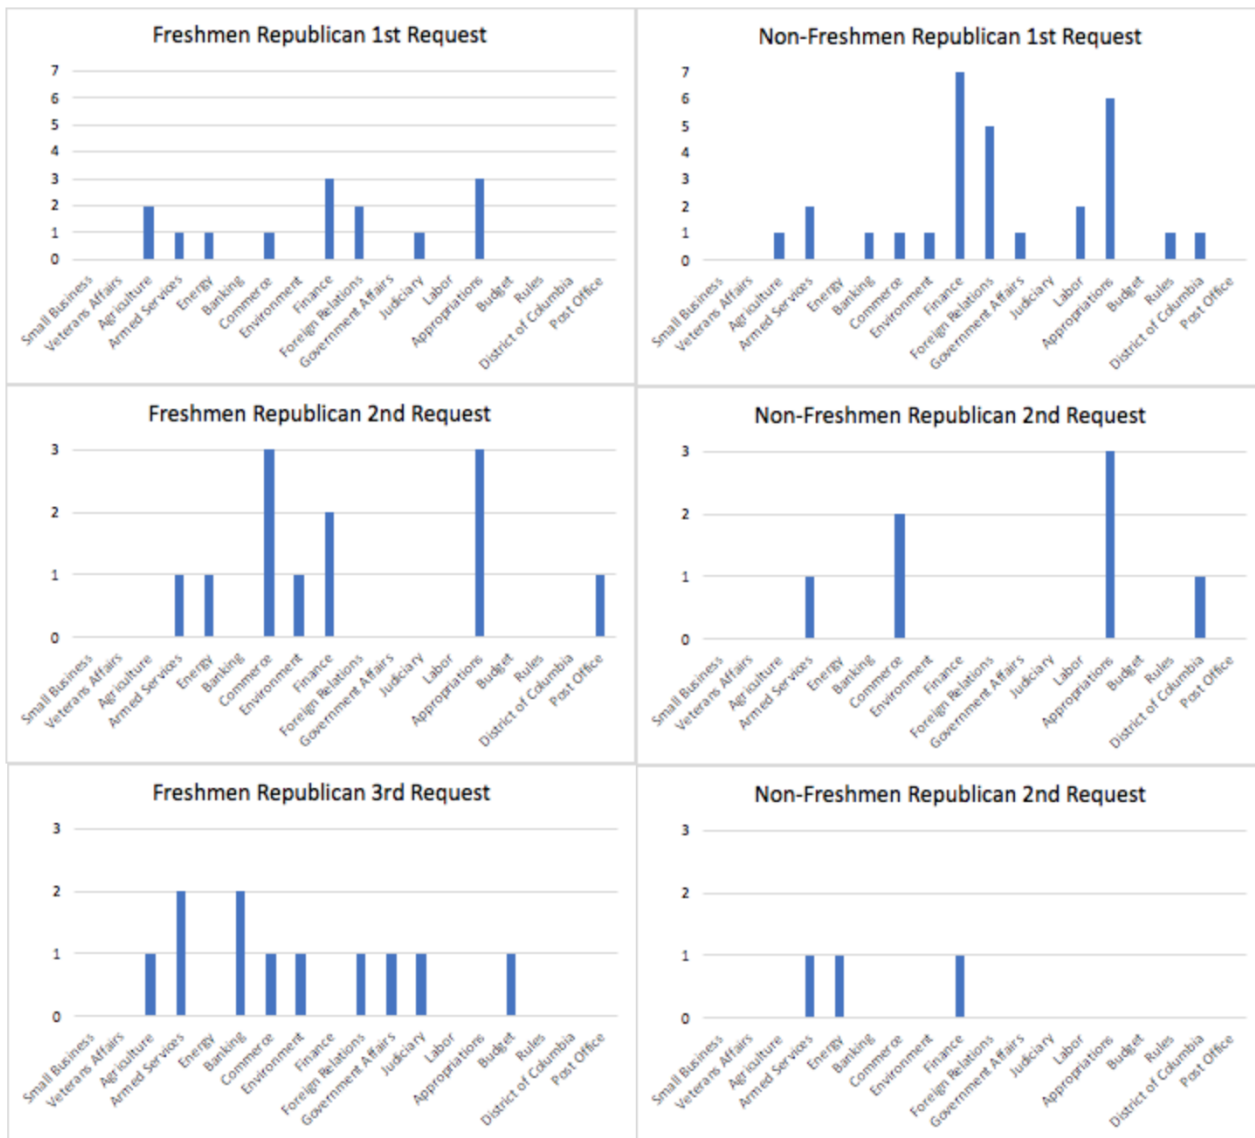 Freshmen Republican 1st Request
7
6
5
4
3
2
1
0
Small Business
Veterans Affairs
Agriculture
Armed Services
Energy
Banking
Commerce
Environment
Finance
Foreign Relations
Government Affairs
Judiciary
Labor
Appropriations
Budget
Rules
District of Columbia
Post Office
Non-Freshmen Republican 1st Request
7
6
5
4
3
2
1
0
Small Business
Veterans Affairs
Agriculture
Armed Services
Energy
Banking
Commerce
Environment
Finance
Foreign Relations
Government Affairs
Judiciary
Labor
Appropriations
Budget
Rules
District of Columbia
Post Office
Freshmen Republican 2nd Request
3
2
1
0
Small Business
Veterans Affairs
Agriculture
Armed Services
Energy
Banking
Commerce
Environment
Finance
Foreign Relations
Government Affairs
Judiciary
Labor
Appropriations
Budget
Rules
District of Columbia
Post Office
Non-Freshmen Republican 2nd Request
3
2
1
0
Small Business
Veterans Affairs
Agriculture
Armed Services
Energy
Banking
Commerce
Environment
Finance
Foreign Relations
Government Affairs
Judiciary
Labor
Appropriations
Budget
Rules
District of Columbia
Post Office
Freshmen Republican 3rd Request
3
2
1
0
Small Business
Veterans Affairs
Agriculture
Armed Services
Energy
Banking
Commerce
Environment
Finance
Foreign Relations
Government Affairs
Judiciary
Labor
Appropriations
Budget
Rules
District of Columbia
Post Office
Non-Freshmen Republican 2nd Request
3
2
1
0
Small Business
Veterans Affairs
Agriculture
Armed Services
Energy
Banking
Commerce
Environment
Finance
Foreign Relations
Government Affairs
Judiciary
Labor
Appropriations
Budget
Rules
District of Columbia
Post Office